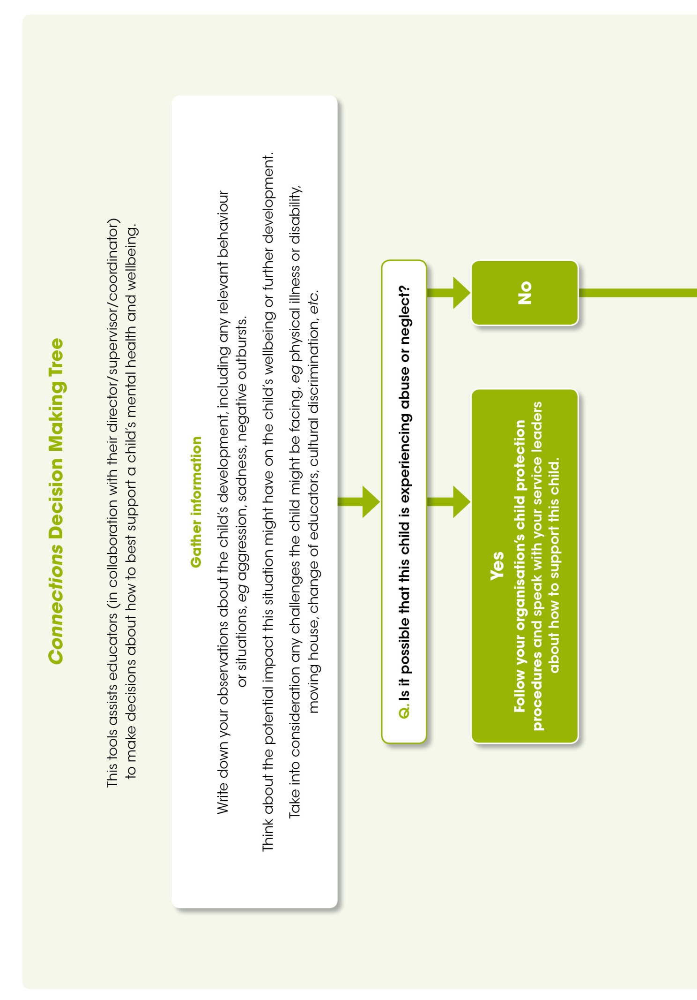 Connections Decision Making Tree
This tools assists educators (in collaboration with their director/supervisor/coordinator)
to make decisions about how to best support a child's mental health and wellbeing.
Gather information
Write down your observations about the child's development, including any relevant behaviour
or situations, eg aggression, sadness, negative outbursts.
Think about the potential impact this situation might have on the child's wellbeing or further development.
Take into consideration any challenges the child might be facing, eg physical illness or disability,
moving house, change of educators, cultural discrimination, etc.
Q. Is it possible that this child is experiencing abuse or neglect?
Yes
Follow your organisation's child protection
procedures and speak with your service leaders
about how to support this child.
No